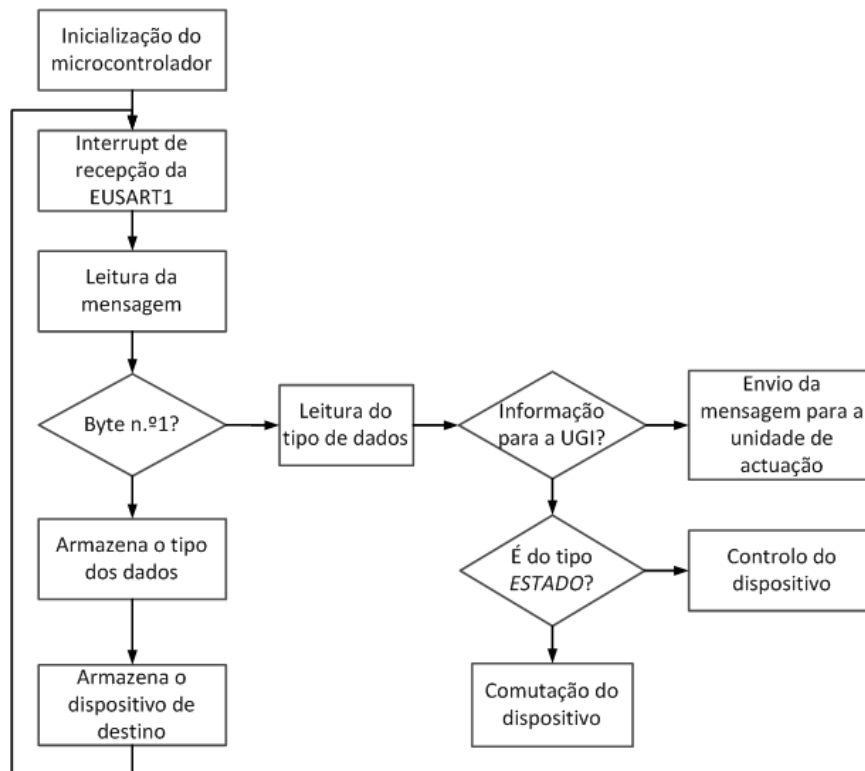 Inicialização do
microcontrolador
Interrupt de
recepção da
EUSART1
Leitura da
mensagem
Byte n.º1?
Leitura do
tipo de dados
Informação
para a UGI?
Envio da
mensagem para a
unidade de
actuação
Armazena o tipo
dos dados
É do tipo
ESTADO?
Controlo do
dispositivo
Armazena o
dispositivo de
destino
Comutação do
dispositivo